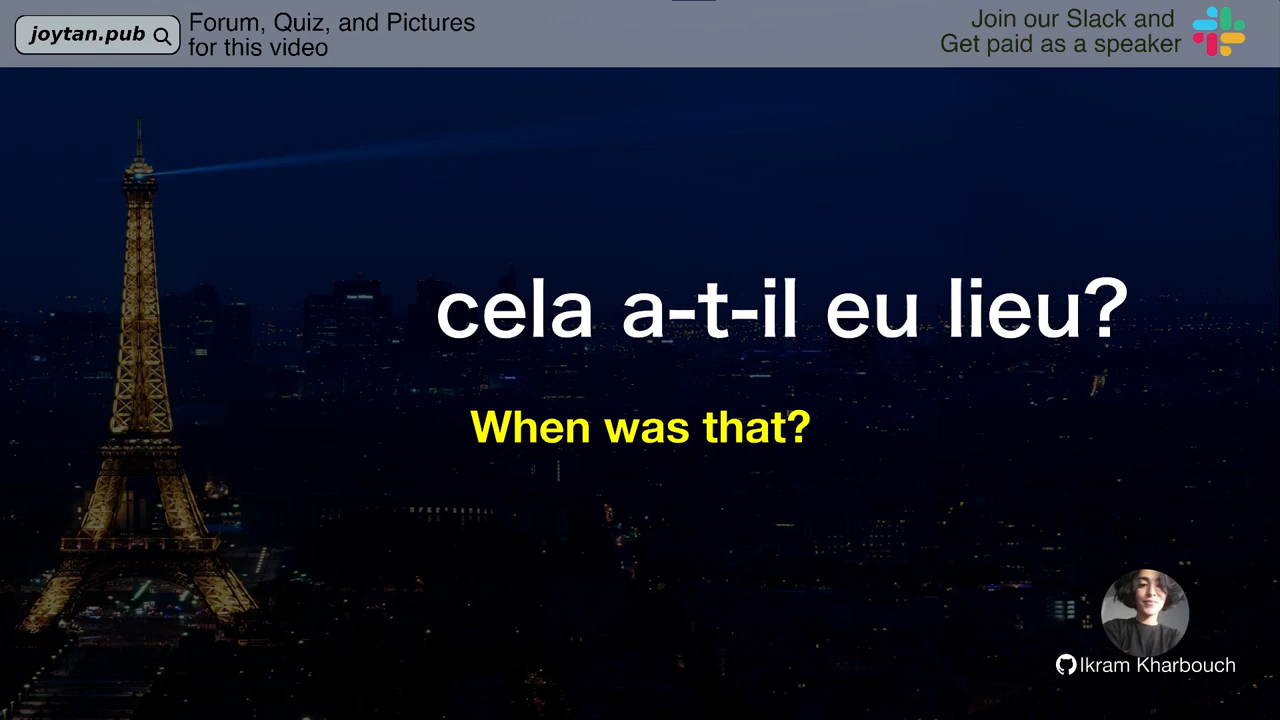 joytan.pub
Forum, Quiz, and Pictures
for this video
Join our Slack and
Get paid as a speaker
cela a-t-il eu lieu?
When was that?
Ikram Kharbouch